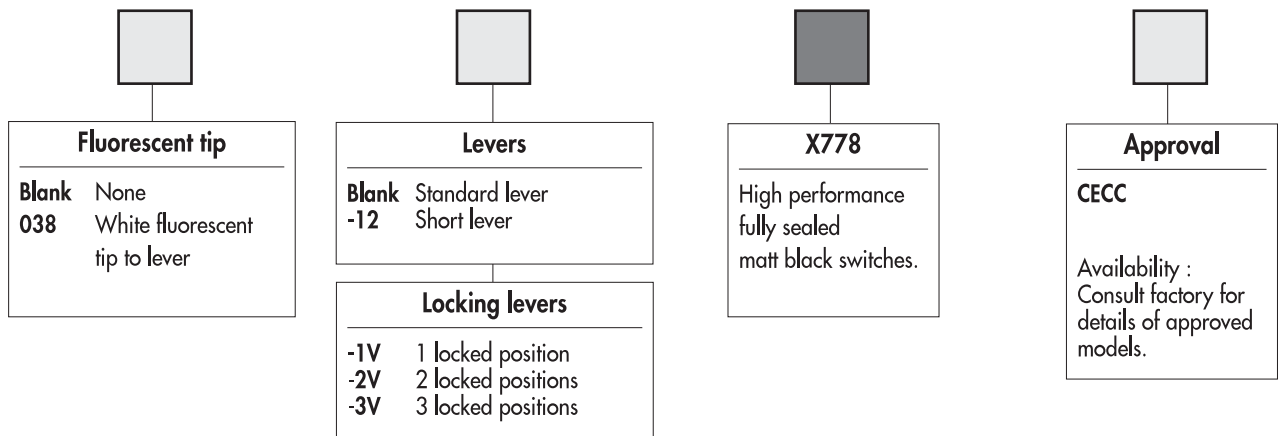 Fluorescent tip
Blank None
038 White fluorescent
tip to lever
Levers
Blank Standard lever
-12 Short lever
Locking levers
-1V 1 locked position
-2V 2 locked positions
-3V 3 locked positions
X778
High performance
fully sealed
matt black switches.
Approval
CECC
Availability :
Consult factory for
details of approved
models.